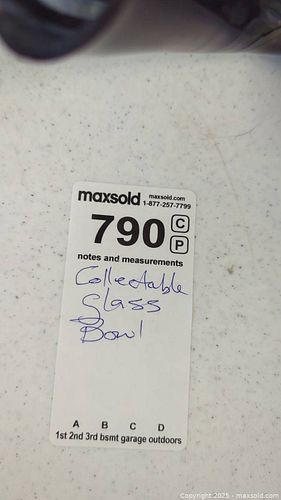 maxsold maxsold.com
1-877-257-7799
790 C
P
notes and measurements
Collectable
Glass
Bowl
A B C D
1st 2nd 3rd bsmt garage outdoors
Copyright 2025 - maxsold.com